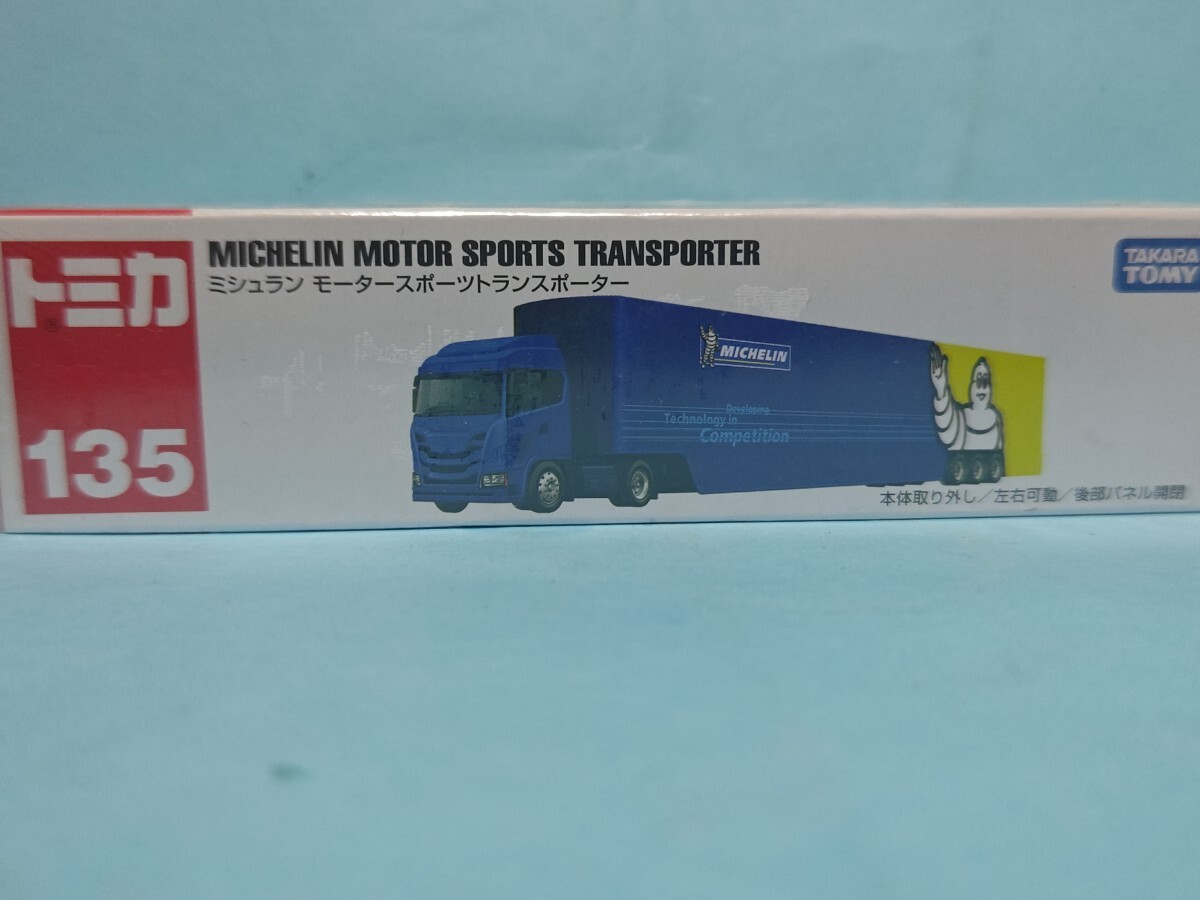 トミカ
135
MICHELIN MOTOR SPORTS TRANSPORTER
ミシュラン モータースポーツトランスポーター
TAKARA
TOMY
MICHELIN
Developing
Technology in
Competition
本体取り外し／左右可動／後部パネル開閉